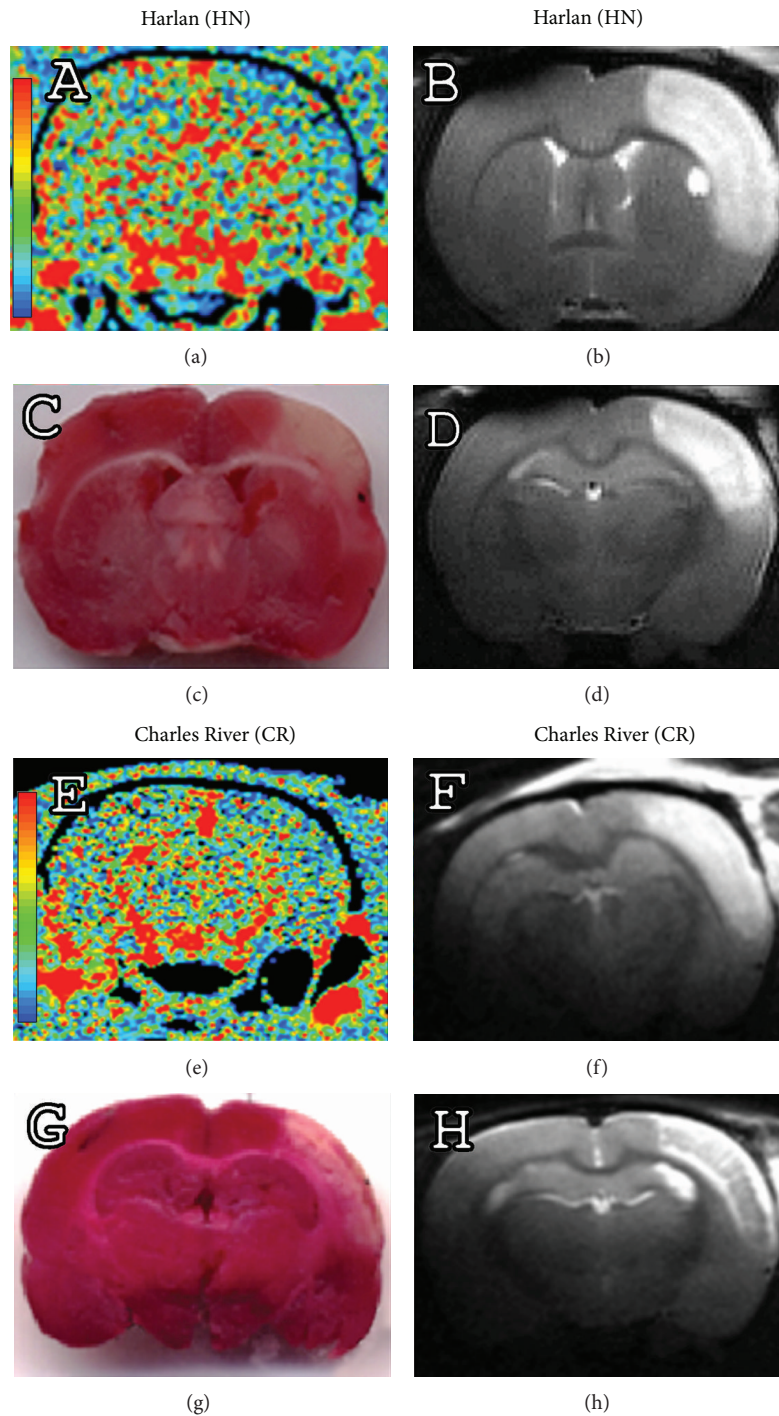 Harlan (HN)
Harlan (HN)
A
B
(a)
(b)
C
D
(c)
(d)
Charles River (CR)
Charles River (CR)
E
F
(e)
(f)
G
H
(g)
(h)